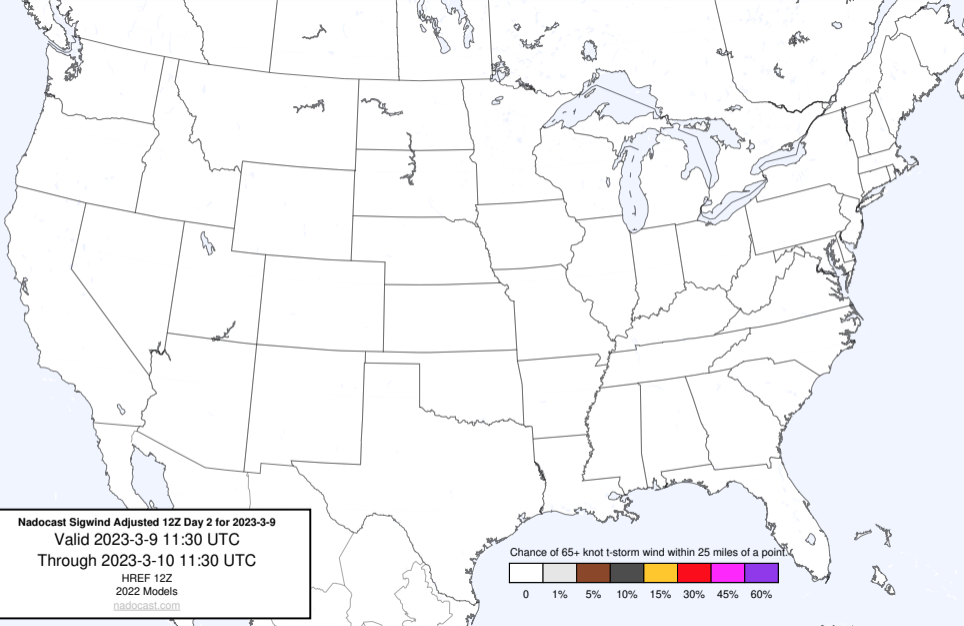 Nadocast Sigwind Adjusted 12Z Day 2 for 2023-3-9
Valid 2023-3-9 11:30 UTC
Through 2023-3-10 11:30 UTC
HREF 12Z
2022 Models
nadocast.com
Chance of 65+ knot t-storm wind within 25 miles of a point.
0 1% 5% 10% 15% 30% 45% 60%